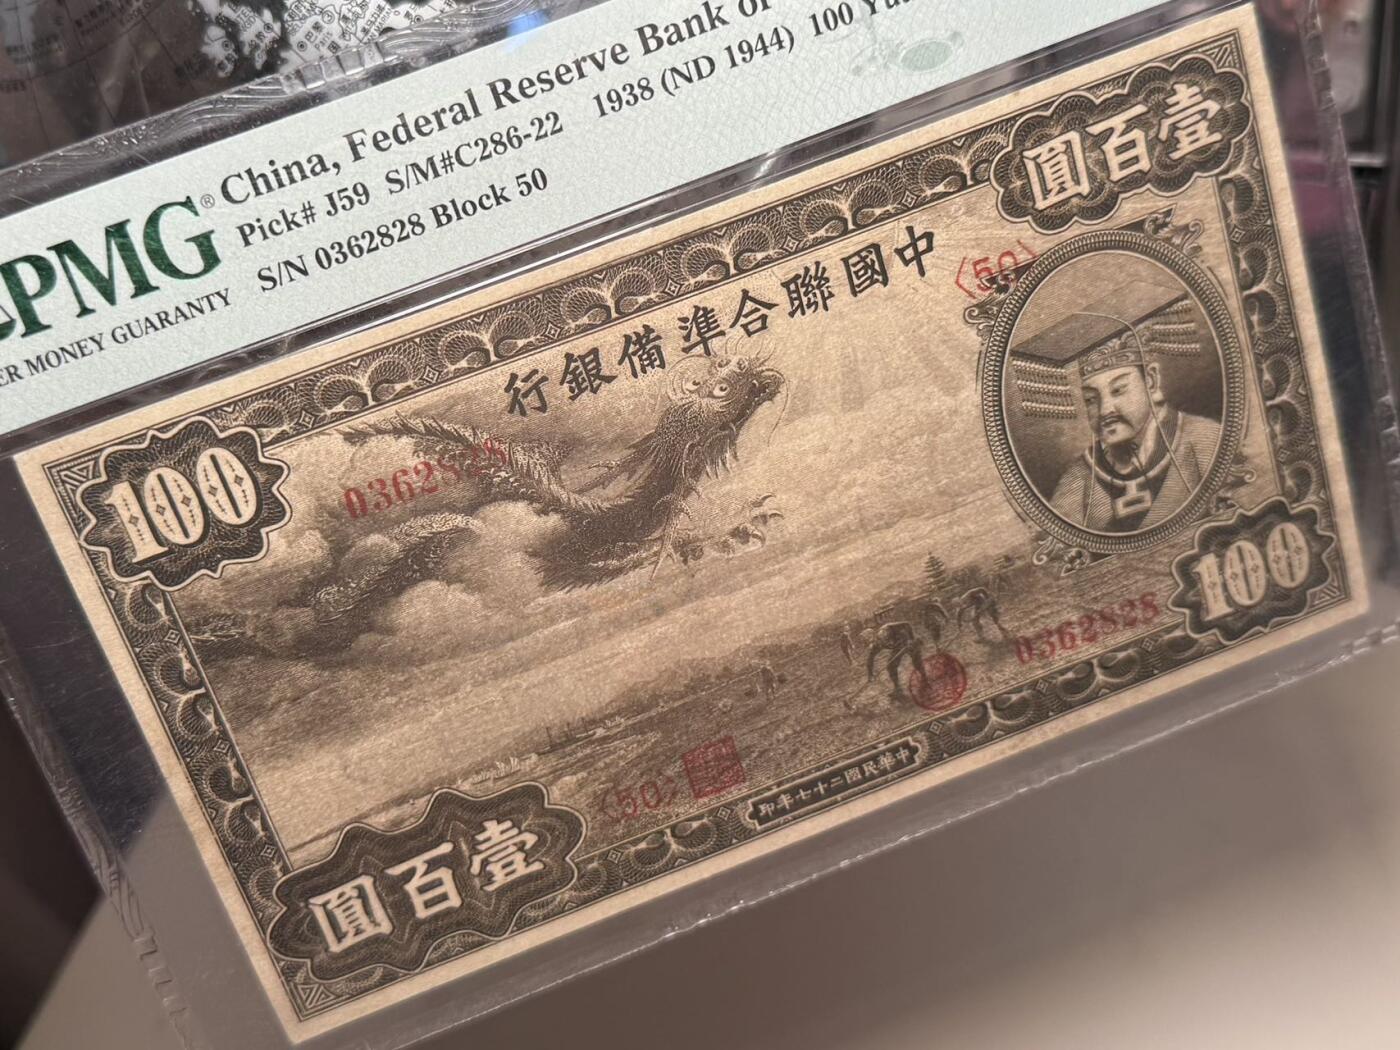 China, Federal Reserve Bank of
Pick# J59 S/M#C286-22 1938 (ND 1944) 100 Yu
S/N 0362828 Block 50
PMG®
MONEY GUARANTY
圓百壹
行銀備準合聯國中
〈50〉
0362828
100
100
0362828
〈50〉
印年七十二國民華中
圓百壹